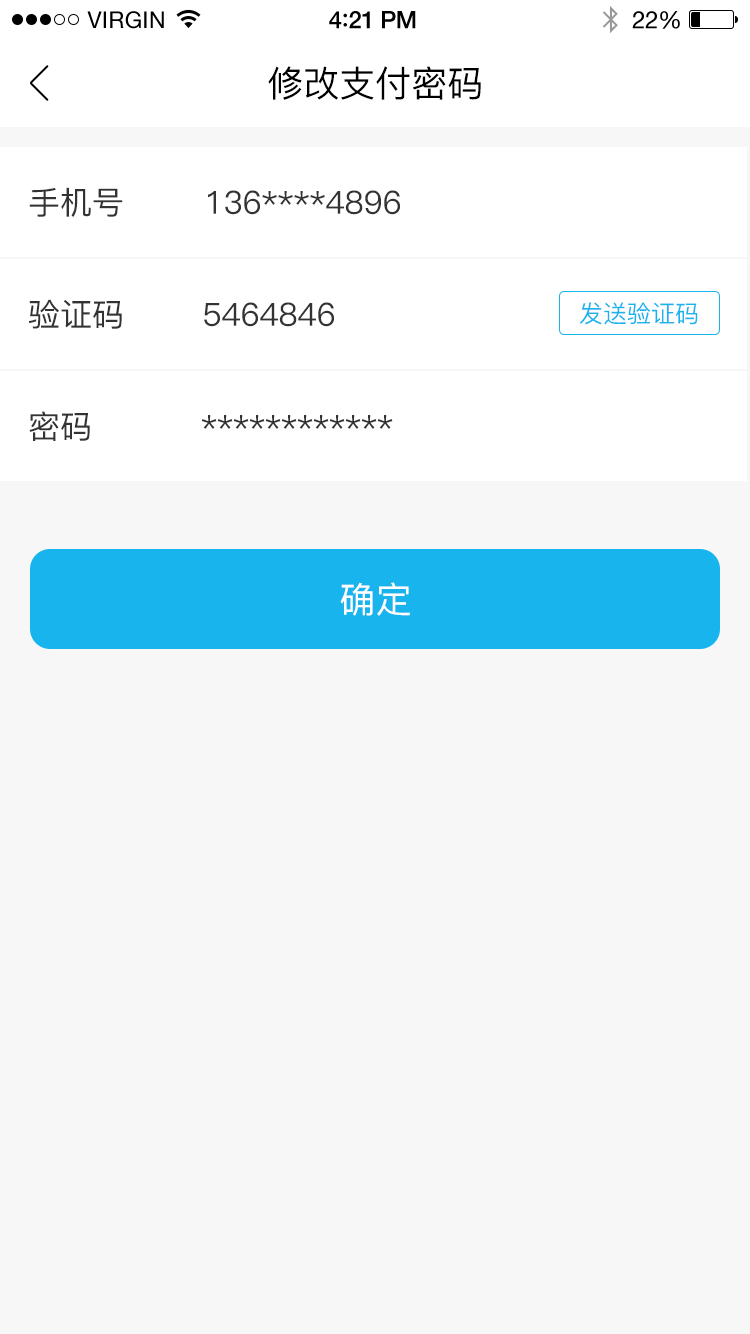 VIRGIN 4:21 PM 22%
修改支付密码
手机号 136****4896
验证码 5464846 发送验证码
密码 ************
确定